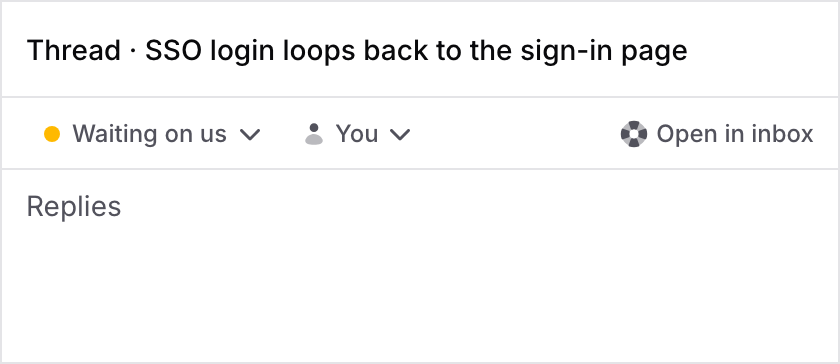 Thread · SSO login loops back to the sign-in page
Waiting on us You Open in inbox
Replies